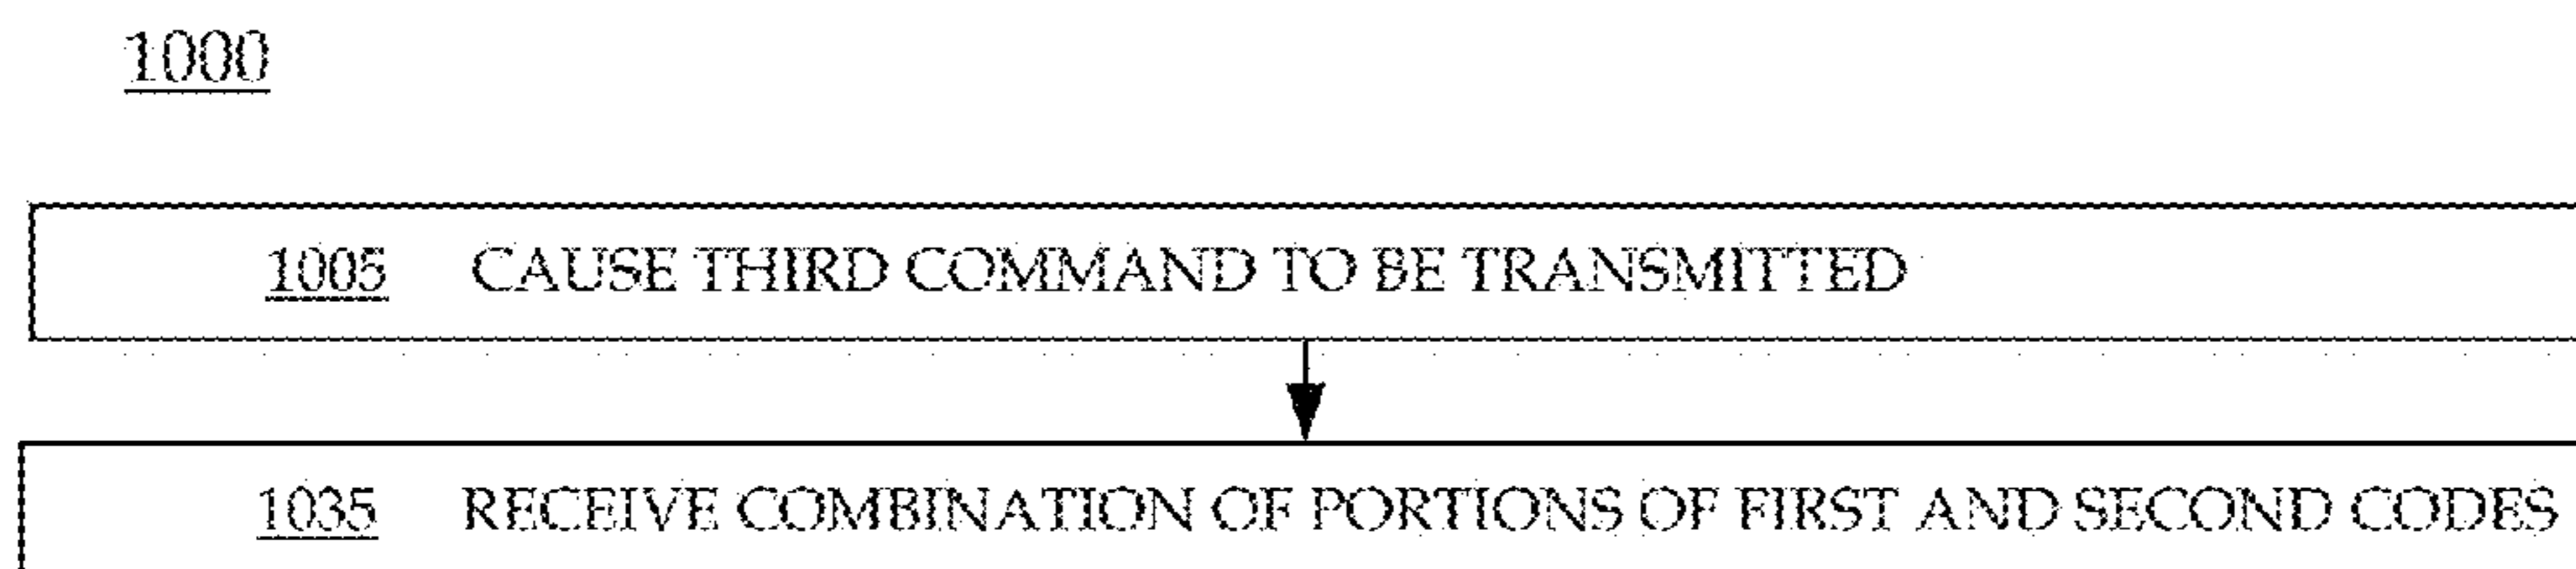 1000
1005 CAUSE THIRD COMMAND TO BE TRANSMITTED
1035 RECEIVE COMBINATION OF PORTIONS OF FIRST AND SECOND CODES